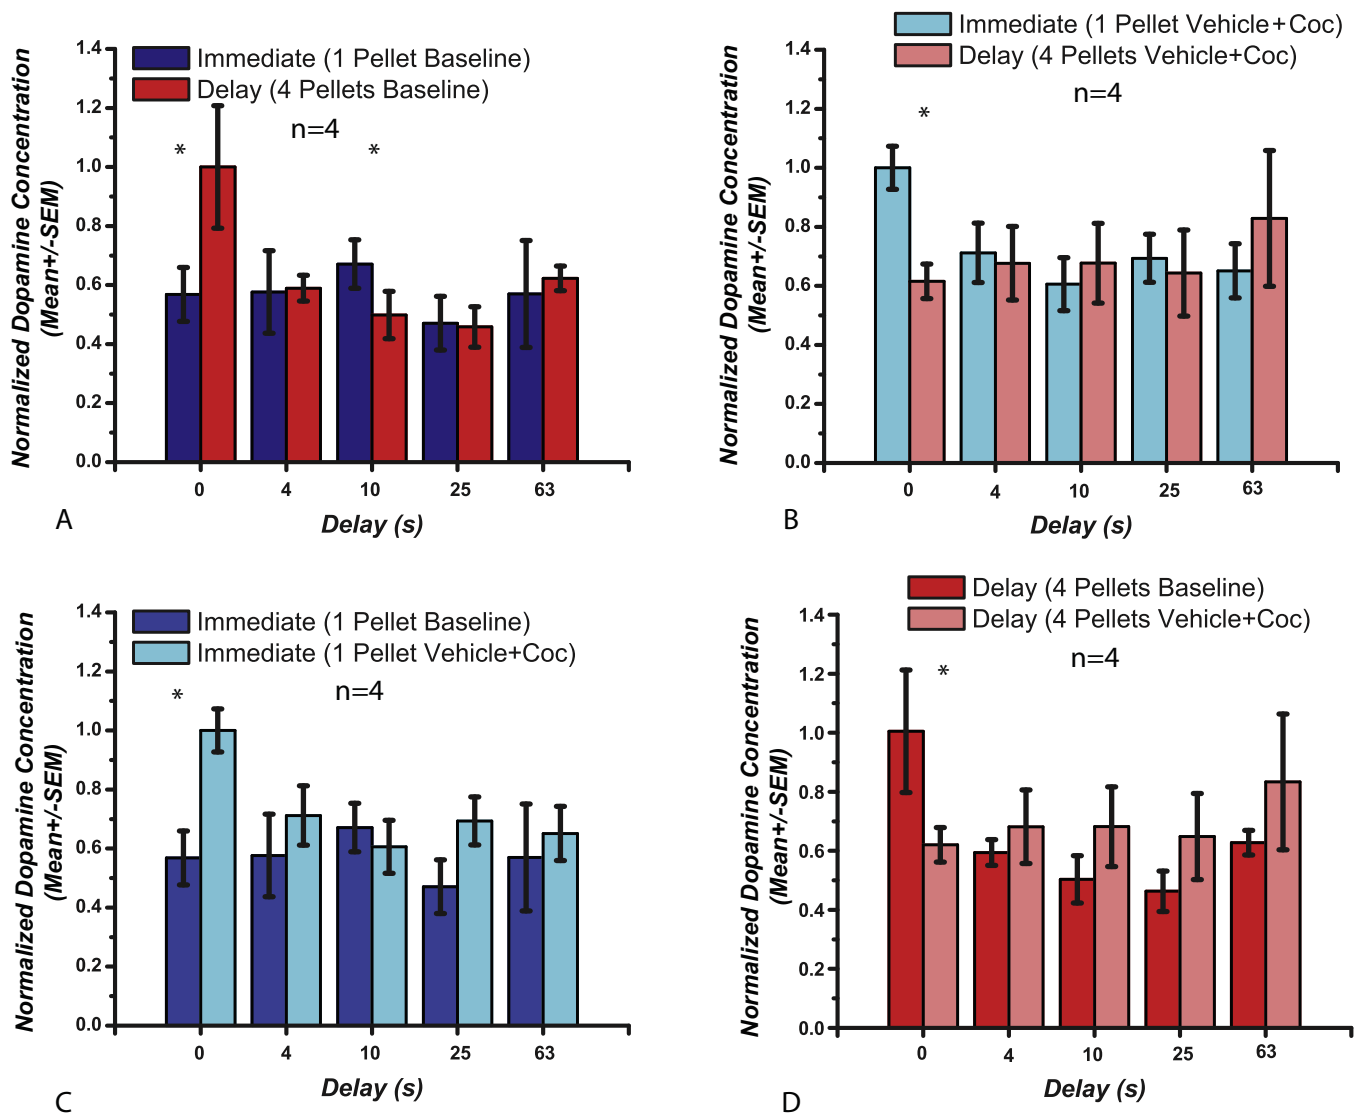 Immediate (1 Pellet Baseline)
Delay (4 Pellets Baseline)
n=4
*
*
Normalized Dopamine Concentration
(Mean+/-SEM)
1.4
1.2
1.0
0.8
0.6
0.4
0.2
0.0
0 4 10 25 63
Delay (s)
A
Immediate (1 Pellet Vehicle+Coc)
Delay (4 Pellets Vehicle+Coc)
n=4
*
Normalized Dopamine Concentration
(Mean+/-SEM)
1.4
1.2
1.0
0.8
0.6
0.4
0.2
0.0
0 4 10 25 63
Delay (s)
B
Immediate (1 Pellet Baseline)
Immediate (1 Pellet Vehicle+Coc)
n=4
*
Normalized Dopamine Concentration
(Mean+/-SEM)
1.4
1.2
1.0
0.8
0.6
0.4
0.2
0.0
0 4 10 25 63
Delay (s)
C
Delay (4 Pellets Baseline)
Delay (4 Pellets Vehicle+Coc)
n=4
*
Normalized Dopamine Concentration
(Mean+/-SEM)
1.4
1.2
1.0
0.8
0.6
0.4
0.2
0.0
0 4 10 25 63
Delay (s)
D